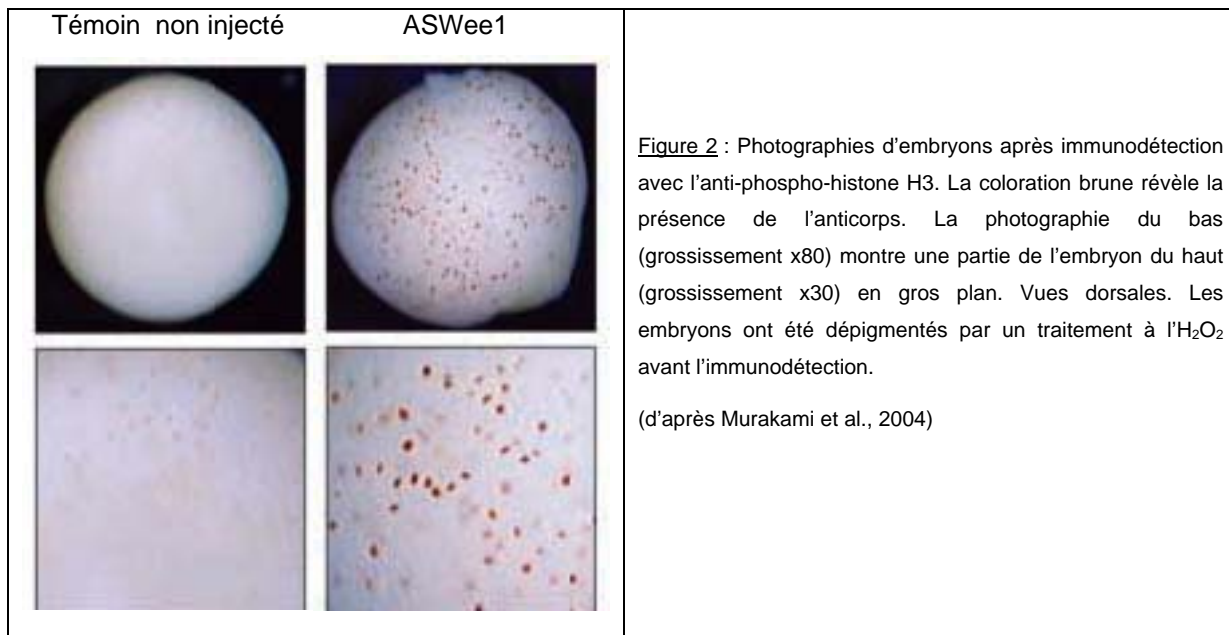 Témoin  non injecté
ASWee1
Figure 2 : Photographies d’embryons après immunodétection
avec l’anti-phospho-histone H3. La coloration brune révèle la
présence de l’anticorps. La photographie du bas
(grossissement x80) montre une partie de l’embryon du haut
(grossissement x30) en gros plan. Vues dorsales. Les
embryons ont été dépigmentés par un traitement à l’H₂O₂
avant l’immunodétection.
(d’après Murakami et al., 2004)